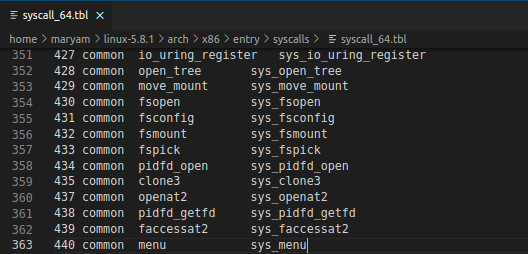 syscall_64.tbl ×
home > maryam > linux-5.8.1 > arch > x86 > entry > syscalls > syscall_64.tbl
351 427 common io_uring_register sys_io_uring_register
352 428 common open_tree sys_open_tree
353 429 common move_mount sys_move_mount
354 430 common fsopen sys_fsopen
355 431 common fsconfig sys_fsconfig
356 432 common fsmount sys_fsmount
357 433 common fspick sys_fspick
358 434 common pidfd_open sys_pidfd_open
359 435 common clone3 sys_clone3
360 437 common openat2 sys_openat2
361 438 common pidfd_getfd sys_pidfd_getfd
362 439 common faccessat2 sys_faccessat2
363 440 common menu sys_menu